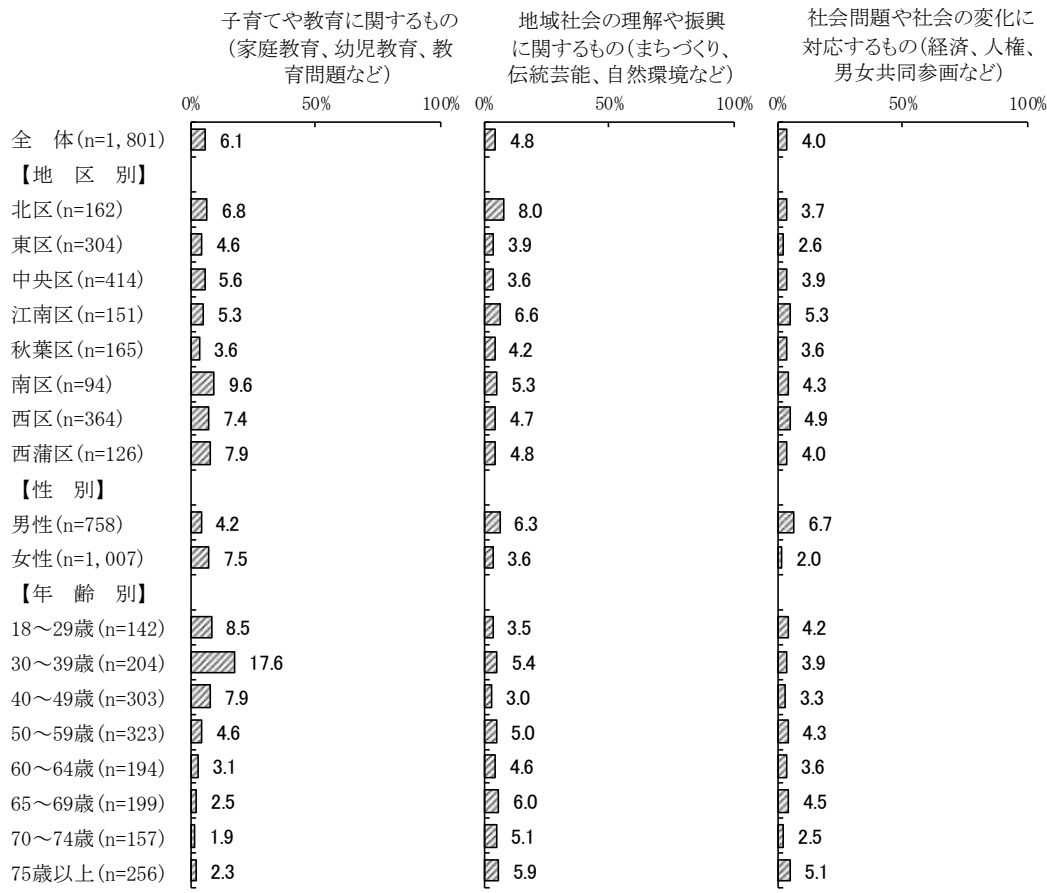 子育てや教育に関するもの
（家庭教育、幼児教育、教
育問題など）
地域社会の理解や振興
に関するもの（まちづくり、
伝統芸能、自然環境など）
社会問題や社会の変化に
対応するもの（経済、人権、
男女共同参画など）
0% 50% 100% 0% 50% 100% 0% 50% 100%
全　体(n=1,801) 6.1 4.8 4.0
【地　区　別】
北区(n=162) 6.8 8.0 3.7
東区(n=304) 4.6 3.9 2.6
中央区(n=414) 5.6 3.6 3.9
江南区(n=151) 5.3 6.6 5.3
秋葉区(n=165) 3.6 4.2 3.6
南区(n=94) 9.6 5.3 4.3
西区(n=364) 7.4 4.7 4.9
西蒲区(n=126) 7.9 4.8 4.0
【性　別】
男性(n=758) 4.2 6.3 6.7
女性(n=1,007) 7.5 3.6 2.0
【年　齢　別】
18～29歳(n=142) 8.5 3.5 4.2
30～39歳(n=204) 17.6 5.4 3.9
40～49歳(n=303) 7.9 3.0 3.3
50～59歳(n=323) 4.6 5.0 4.3
60～64歳(n=194) 3.1 4.6 3.6
65～69歳(n=199) 2.5 6.0 4.5
70～74歳(n=157) 1.9 5.1 2.5
75歳以上(n=256) 2.3 5.9 5.1